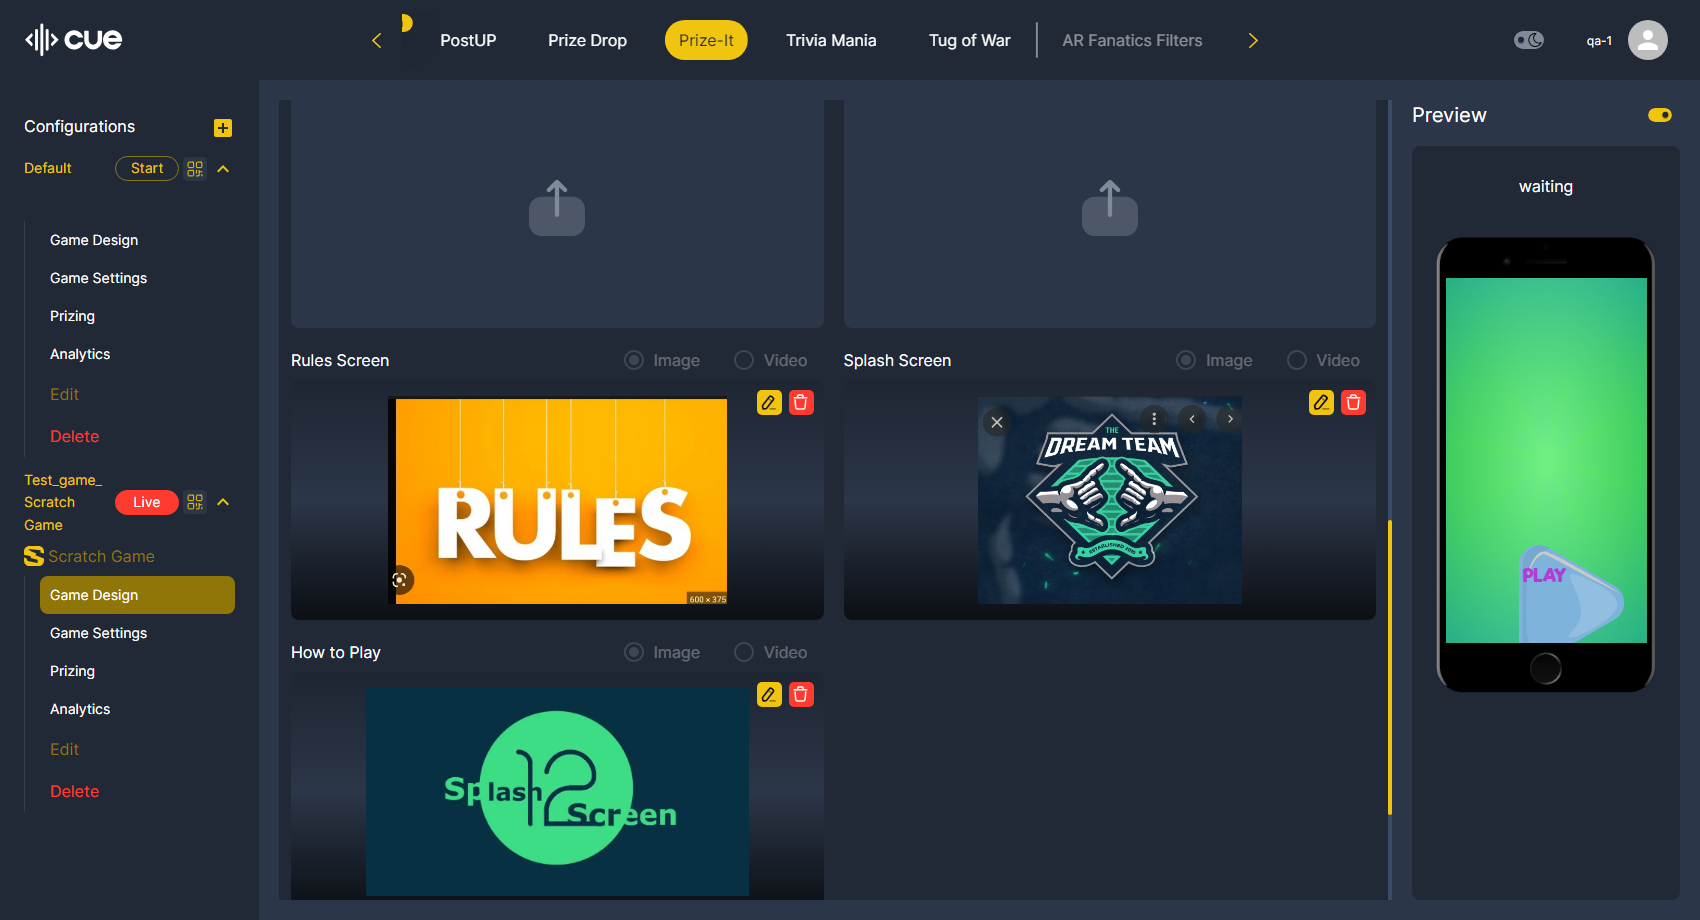 cue
PostUP
Prize Drop
Prize-It
Trivia Mania
Tug of War
AR Fanatics Filters
qa-1
Configurations
Default
Start
Game Design
Game Settings
Prizing
Analytics
Edit
Delete
Test_game_
Scratch
Game
Live
Scratch Game
Game Design
Game Settings
Prizing
Analytics
Edit
Delete
Rules Screen
Image
Video
RULES
600 × 375
Splash Screen
Image
Video
THE
DREAM TEAM
ESTABLISHED 2018
How to Play
Image
Video
Splash 12 Screen
Preview
waiting
PLAY